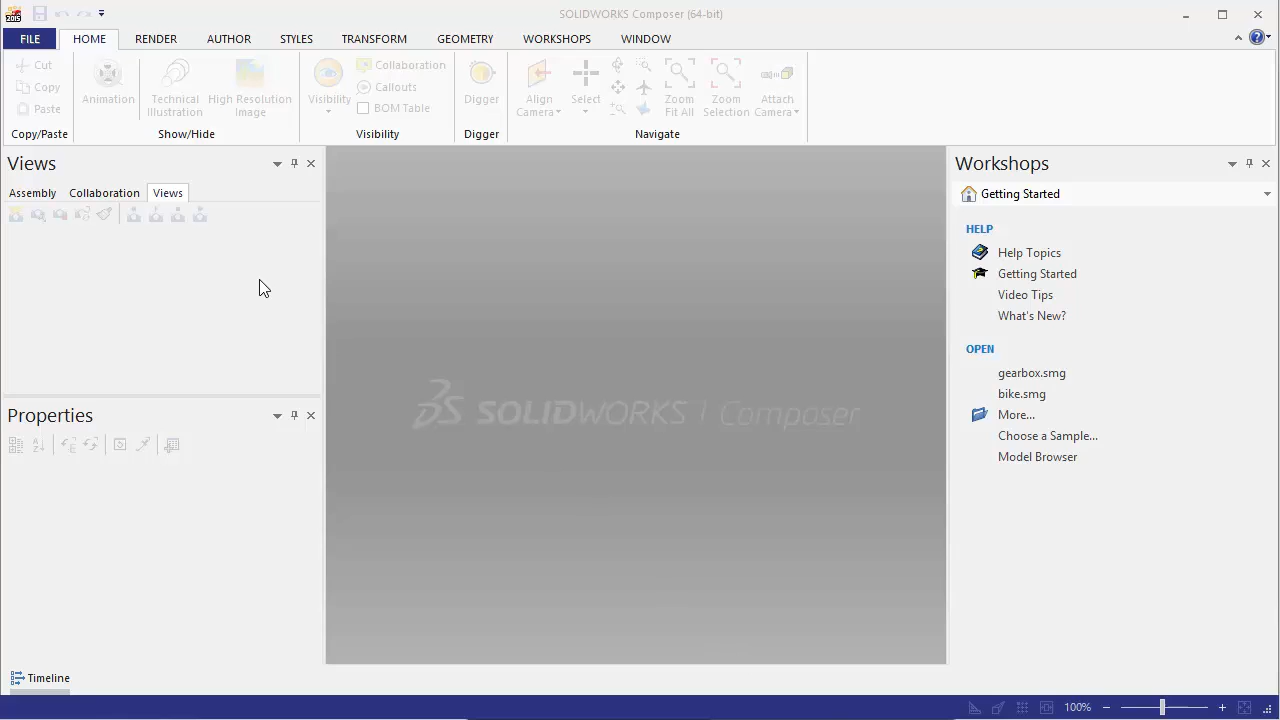 2015
SOLIDWORKS Composer (64-bit)
FILE HOME RENDER AUTHOR STYLES TRANSFORM GEOMETRY WORKSHOPS WINDOW
Cut
Copy
Paste
Copy/Paste
Animation
Technical
Illustration
High Resolution
Image
Show/Hide
Visibility
Collaboration
Callouts
BOM Table
Visibility
Digger
Digger
Align
Camera
Select
Zoom
Fit All
Zoom
Selection
Attach
Camera
Navigate
Views
Assembly Collaboration Views
Properties
SOLIDWORKS | Composer
Workshops
Getting Started
HELP
Help Topics
Getting Started
Video Tips
What's New?
OPEN
gearbox.smg
bike.smg
More...
Choose a Sample...
Model Browser
Timeline
100%